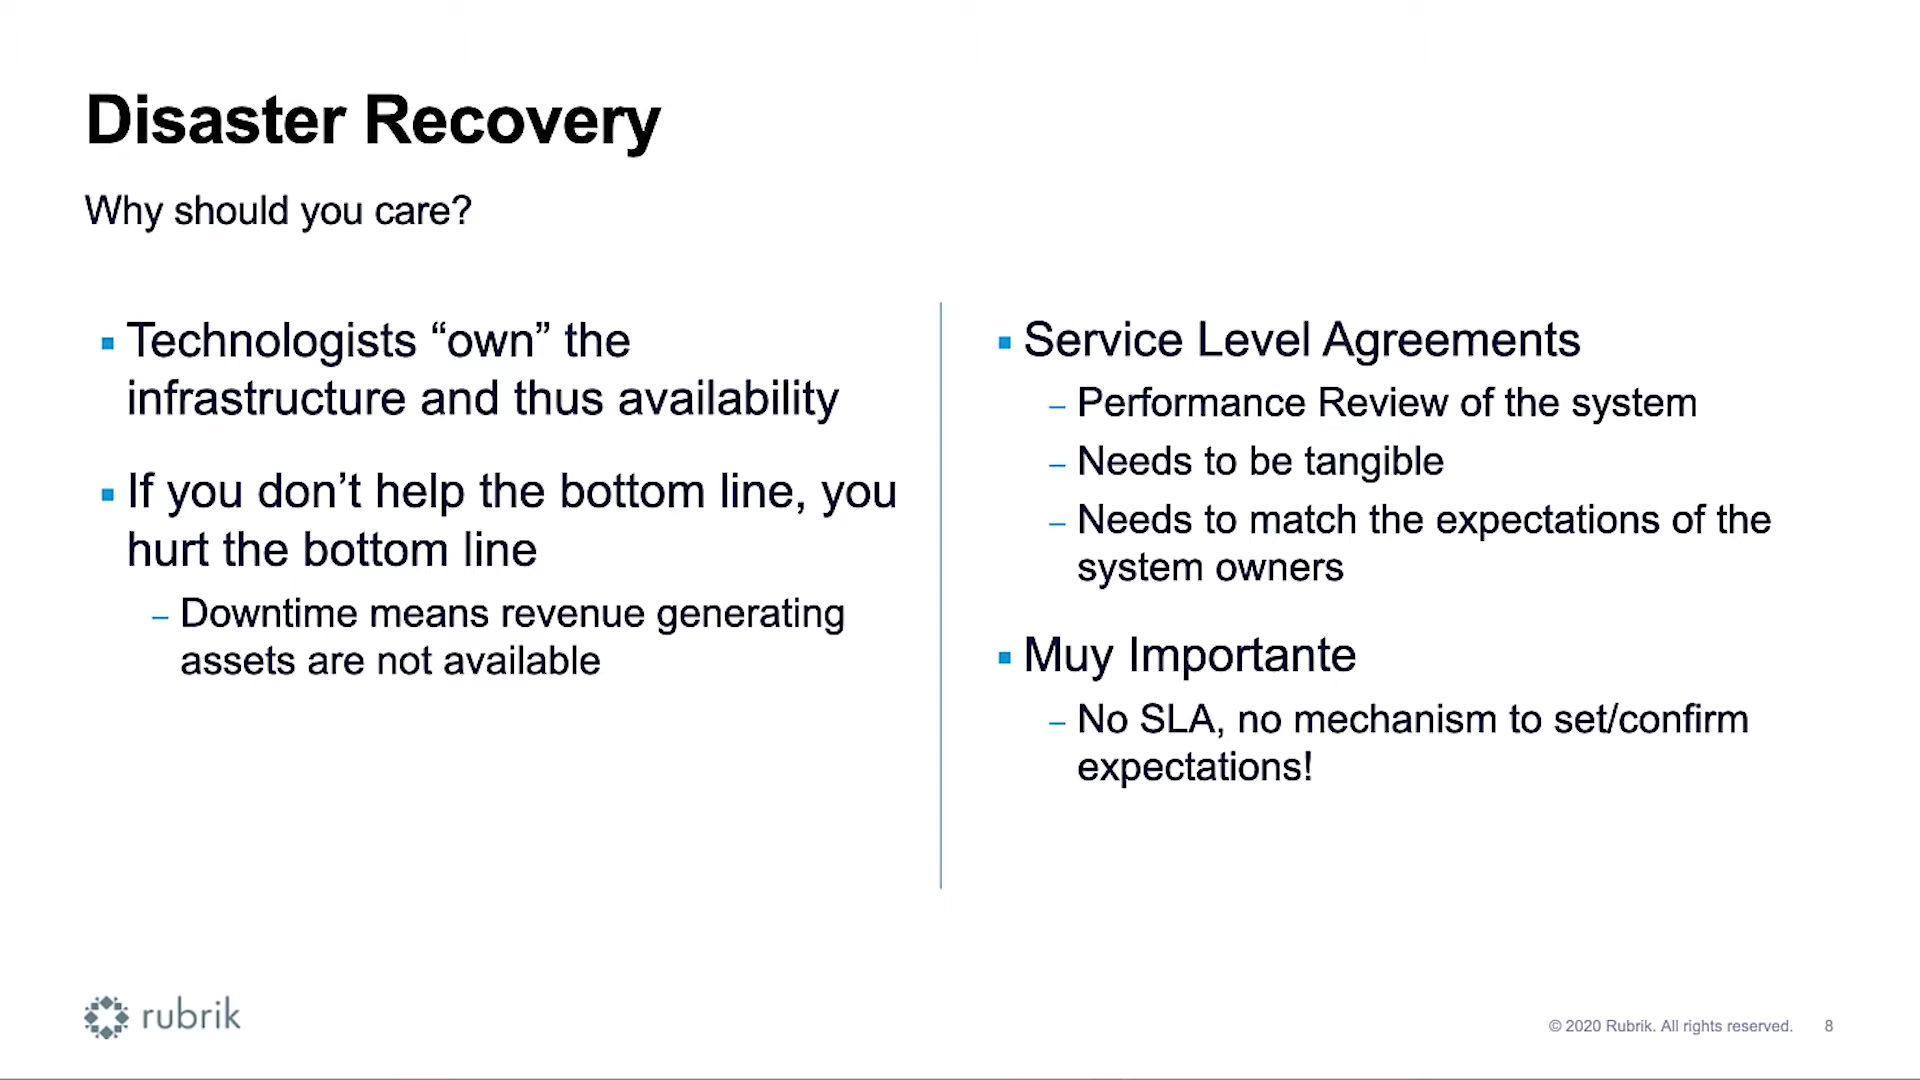 Disaster Recovery
Why should you care?
▪ Technologists “own” the
infrastructure and thus availability
▪ If you don’t help the bottom line, you
hurt the bottom line
– Downtime means revenue generating
assets are not available
▪ Service Level Agreements
– Performance Review of the system
– Needs to be tangible
– Needs to match the expectations of the
system owners
▪ Muy Importante
– No SLA, no mechanism to set/confirm
expectations!
rubrik
© 2020 Rubrik. All rights reserved. 8